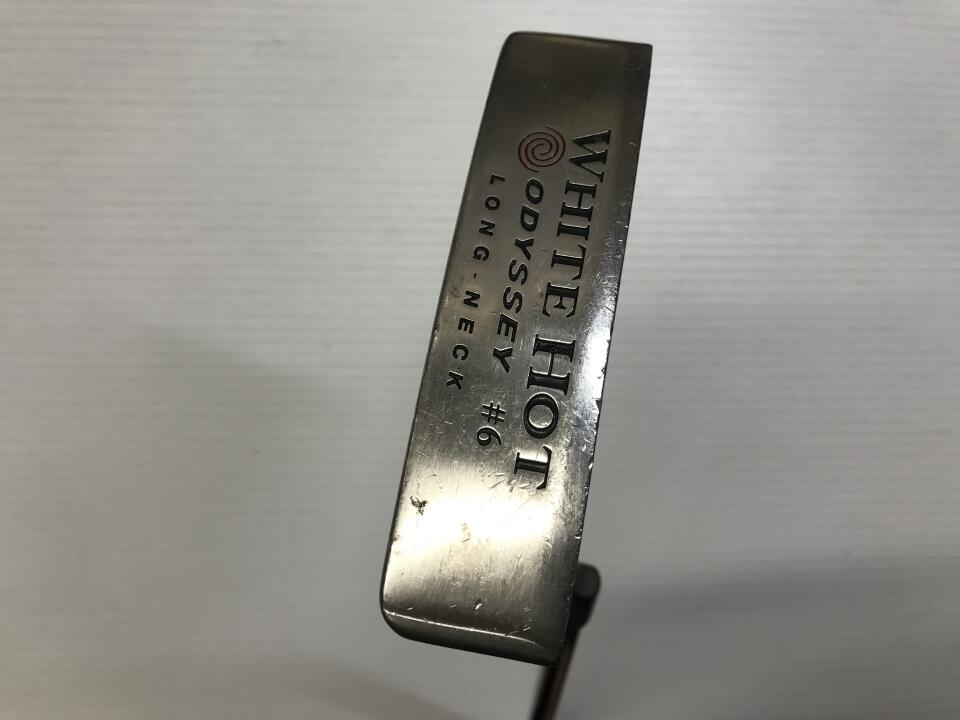 WHITE HOT
ODYSSEY #6
LONG-NECK